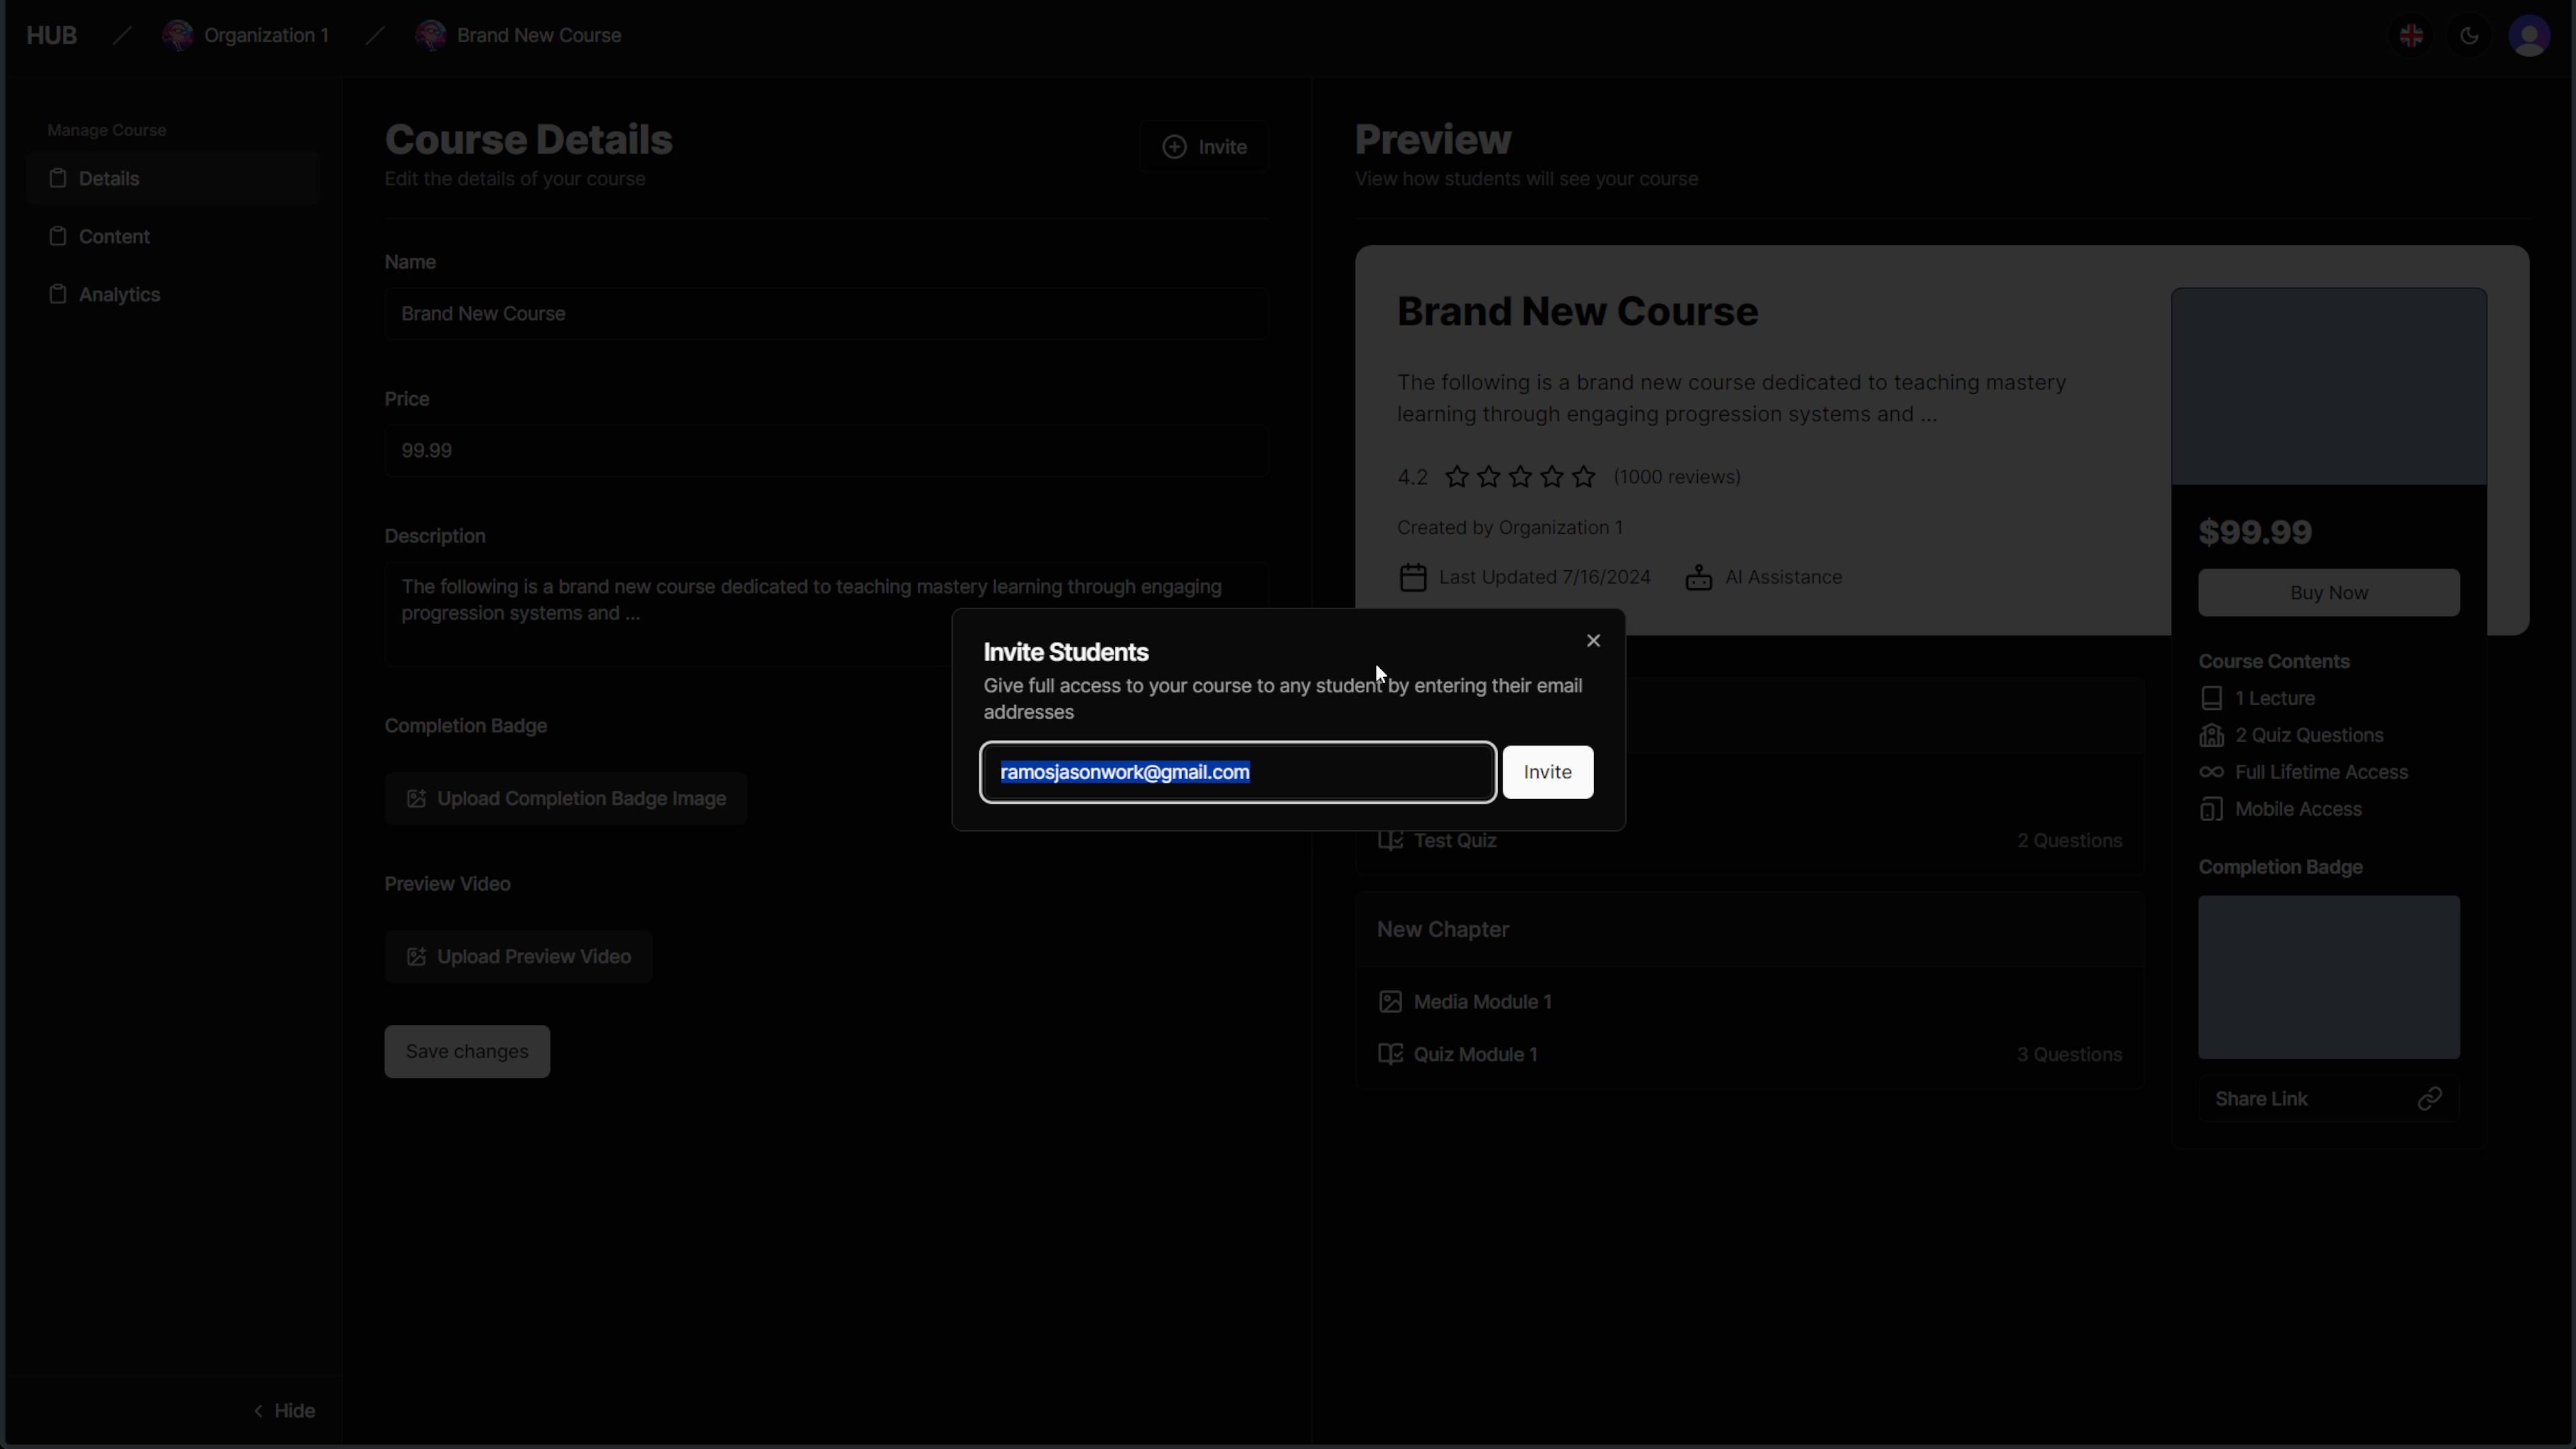 HUB
Organization 1
Brand New Course
Manage Course
Details
Content
Analytics
Hide
Course Details
Edit the details of your course
Invite
Name
Brand New Course
Price
99.99
Description
The following is a brand new course dedicated to teaching mastery learning through engaging
progression systems and ...
Completion Badge
Upload Completion Badge Image
Preview Video
Upload Preview Video
Save changes
Invite Students
Give full access to your course to any student by entering their email
addresses
ramosjasonwork@gmail.com
Invite
Preview
View how students will see your course
Brand New Course
The following is a brand new course dedicated to teaching mastery
learning through engaging progression systems and ...
4.2
(1000 reviews)
Created by Organization 1
Last Updated 7/16/2024
AI Assistance
Test Quiz
2 Questions
New Chapter
Media Module 1
Quiz Module 1
3 Questions
$99.99
Buy Now
Course Contents
1 Lecture
2 Quiz Questions
Full Lifetime Access
Mobile Access
Completion Badge
Share Link